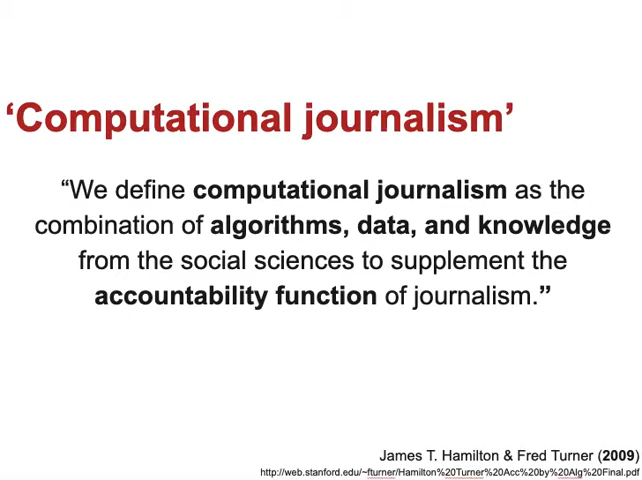 ‘Computational journalism’
“We define computational journalism as the
combination of algorithms, data, and knowledge
from the social sciences to supplement the
accountability function of journalism.”
James T. Hamilton & Fred Turner (2009)
http://web.stanford.edu/~fturner/Hamilton%20Turner%20Acc%20by%20Alg%20Final.pdf